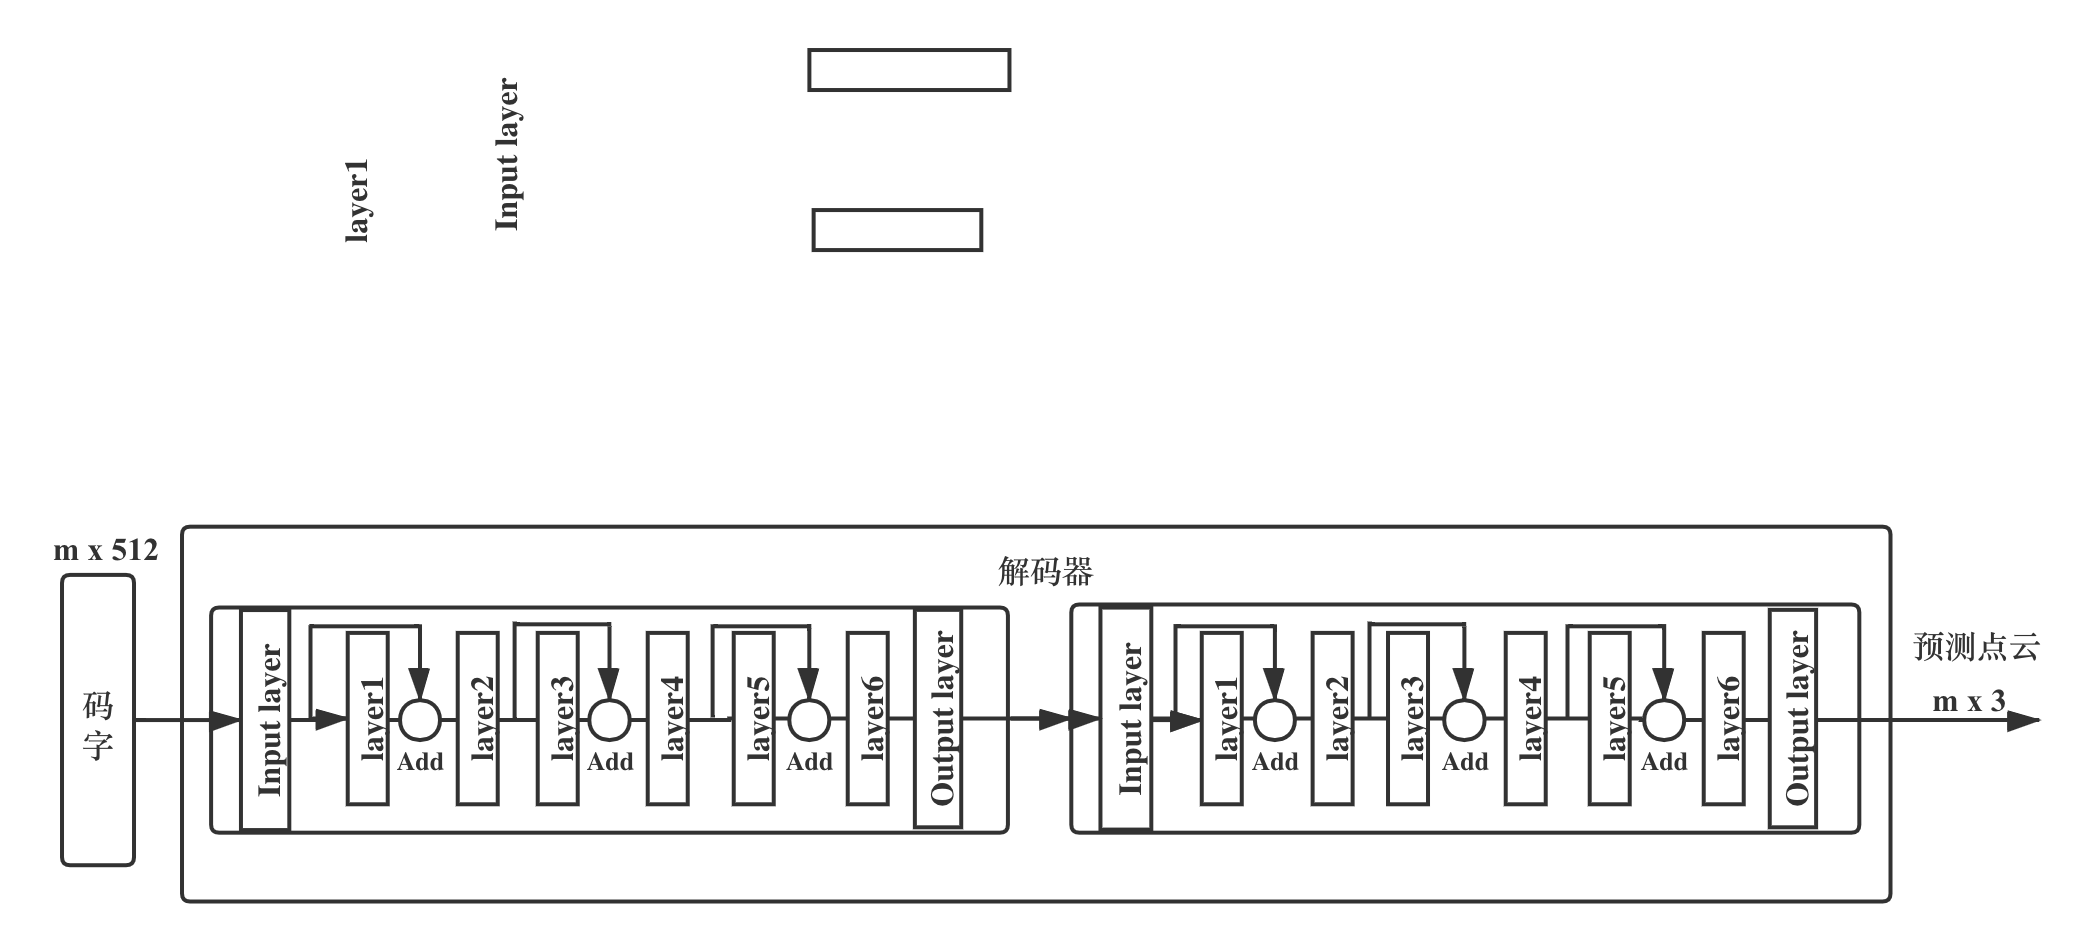 layer1
Input layer
m x 512
码
字
解码器
Input layer
layer1
Add
layer2
layer3
Add
layer4
layer5
Add
layer6
Output layer
Input layer
layer1
Add
layer2
layer3
Add
layer4
layer5
Add
layer6
Output layer
预测点云
m x 3